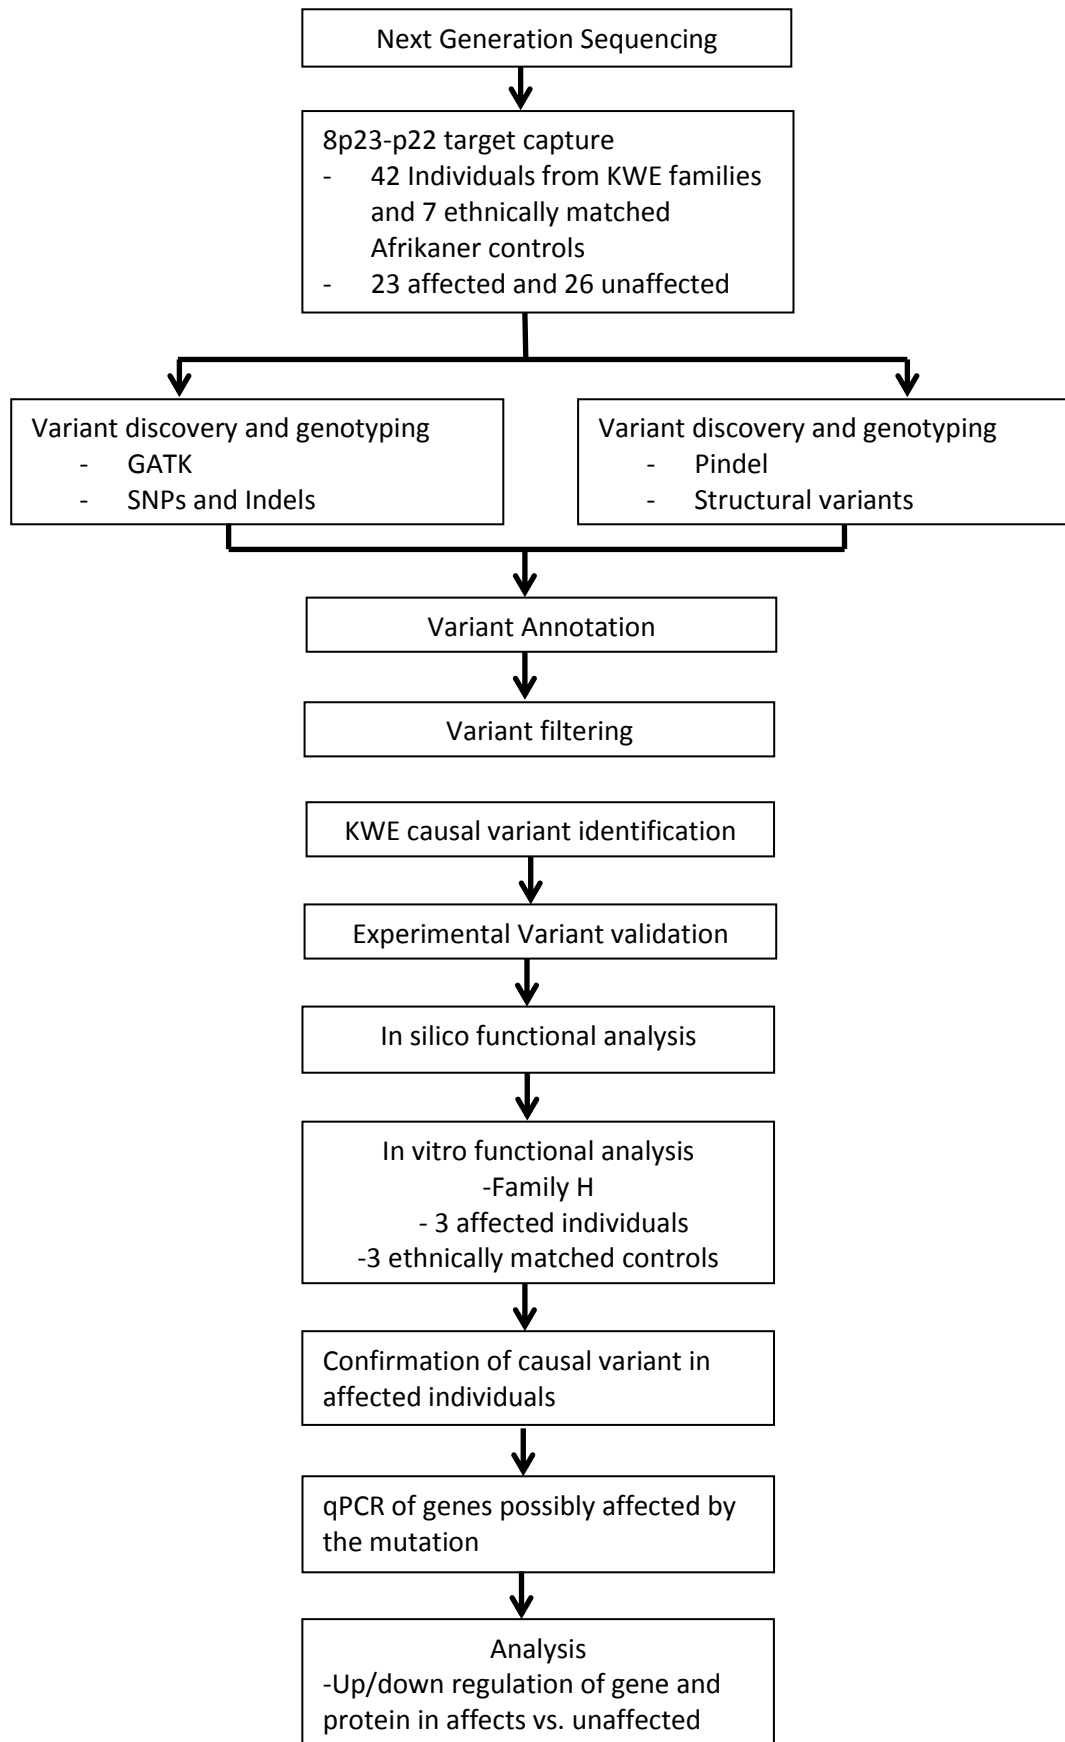 Next Generation Sequencing
8p23-p22 target capture
- 42 Individuals from KWE families
and 7 ethnically matched
Afrikaner controls
- 23 affected and 26 unaffected
Variant discovery and genotyping
- GATK
- SNPs and Indels
Variant discovery and genotyping
- Pindel
- Structural variants
Variant Annotation
Variant filtering
KWE causal variant identification
Experimental Variant validation
In silico functional analysis
In vitro functional analysis
-Family H
- 3 affected individuals
-3 ethnically matched controls
Confirmation of causal variant in
affected individuals
qPCR of genes possibly affected by
the mutation
Analysis
-Up/down regulation of gene and
protein in affects vs. unaffected